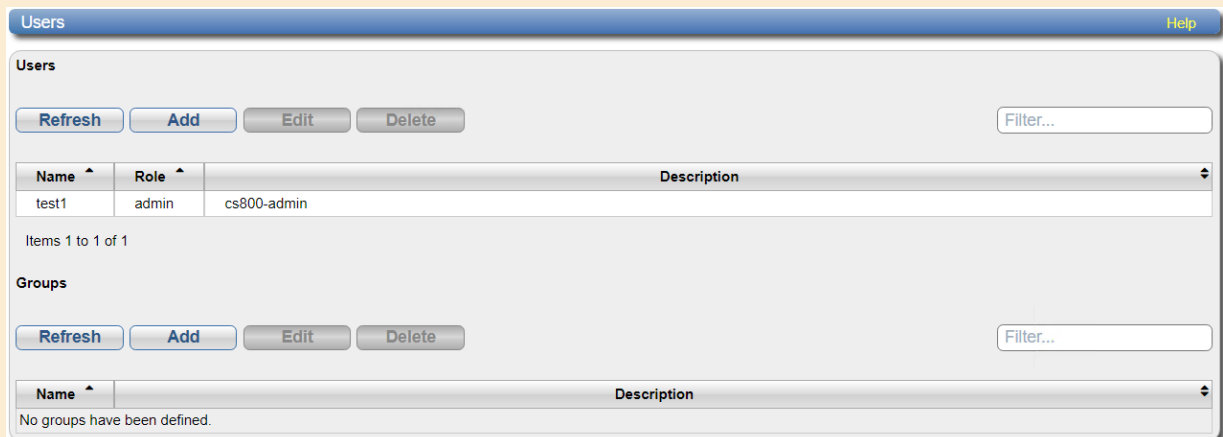 Users Help
Users
Refresh Add Edit Delete Filter...
Name Role Description
test1 admin cs800-admin
Items 1 to 1 of 1
Groups
Refresh Add Edit Delete Filter...
Name Description
No groups have been defined.